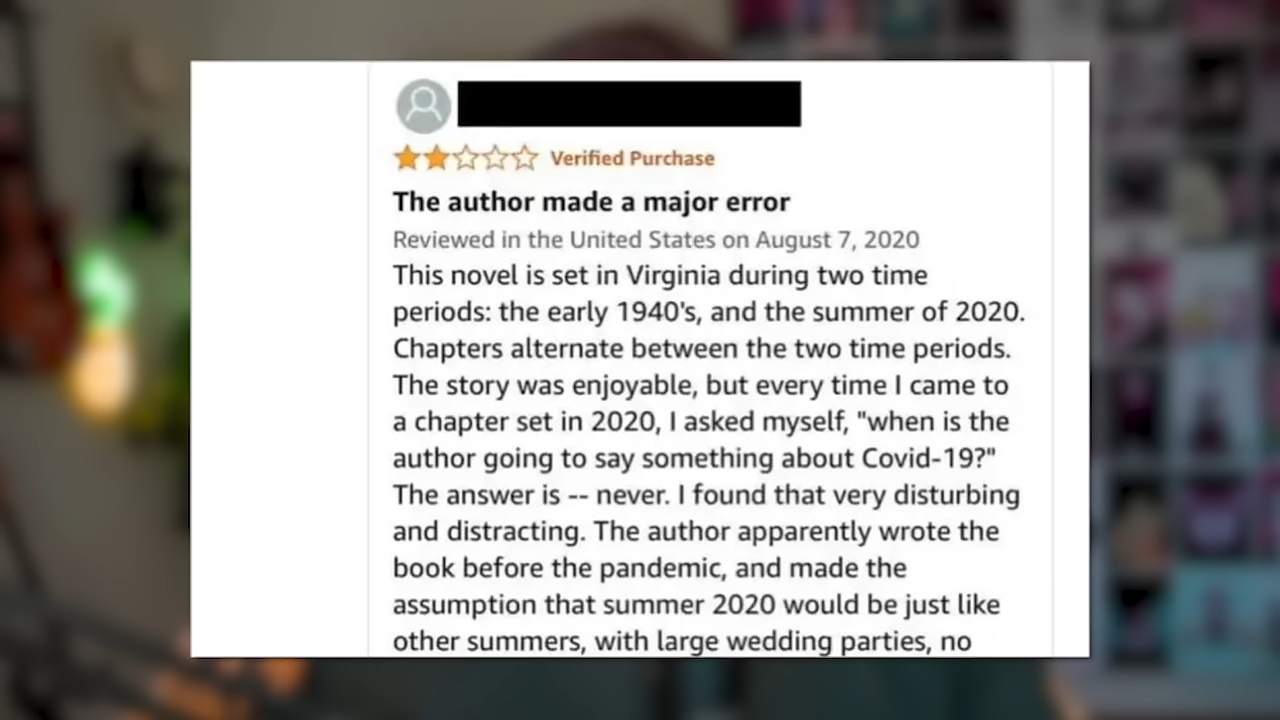 Verified Purchase
The author made a major error
Reviewed in the United States on August 7, 2020
This novel is set in Virginia during two time
periods: the early 1940's, and the summer of 2020.
Chapters alternate between the two time periods.
The story was enjoyable, but every time I came to
a chapter set in 2020, I asked myself, "when is the
author going to say something about Covid-19?"
The answer is -- never. I found that very disturbing
and distracting. The author apparently wrote the
book before the pandemic, and made the
assumption that summer 2020 would be just like
other summers, with large wedding parties, no